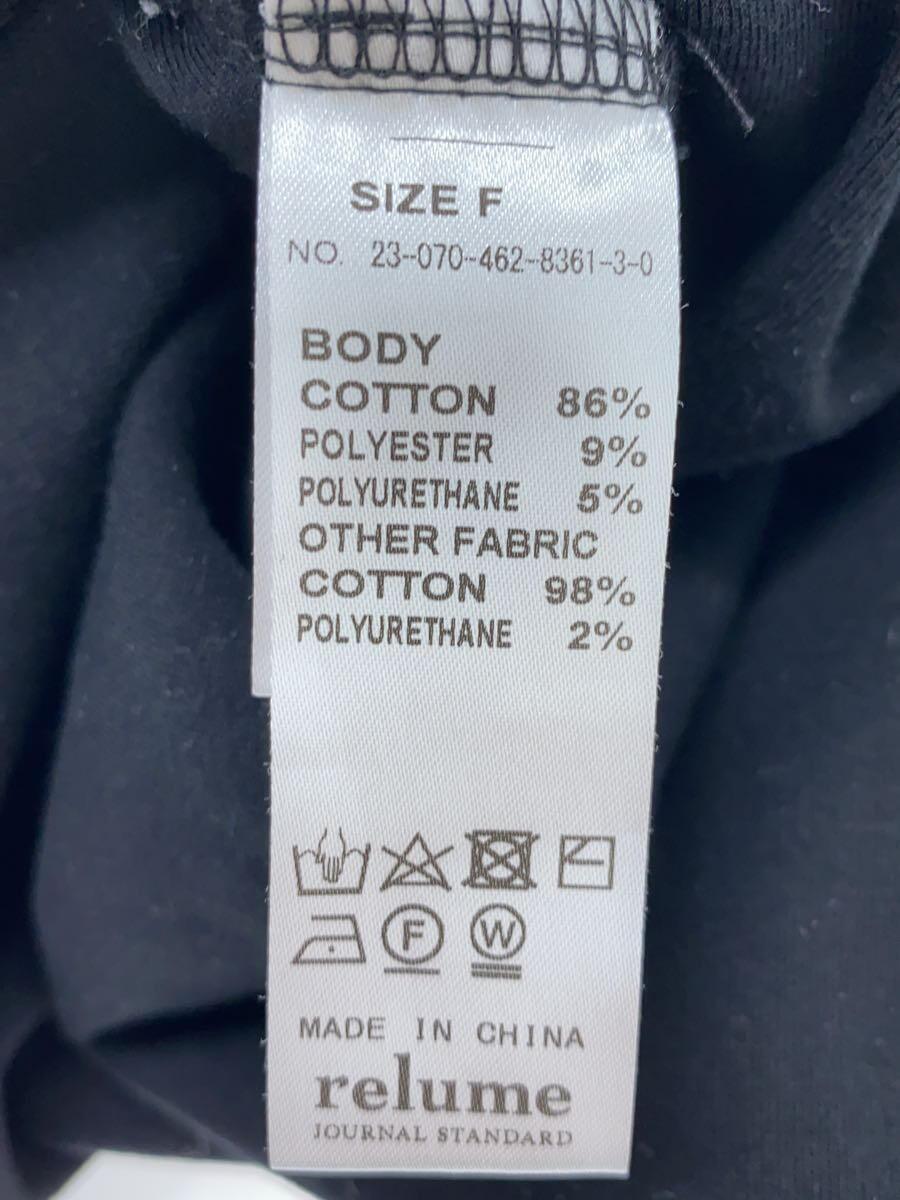 SIZE F
NO. 23-070-462-8361-3-0
BODY
COTTON 86%
POLYESTER 9%
POLYURETHANE 5%
OTHER FABRIC
COTTON 98%
POLYURETHANE 2%
F W
MADE IN CHINA
relume
JOURNAL STANDARD